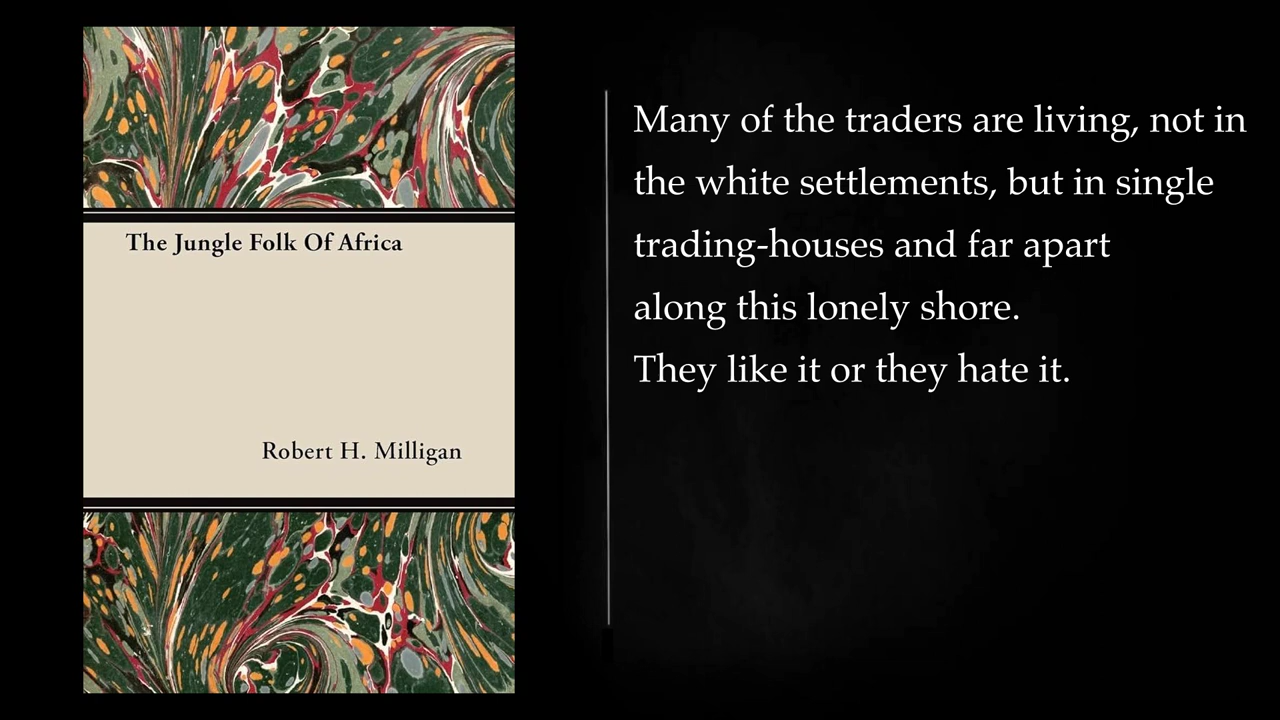 The Jungle Folk Of Africa
Robert H. Milligan
Many of the traders are living, not in
the white settlements, but in single
trading-houses and far apart
along this lonely shore.
They like it or they hate it.